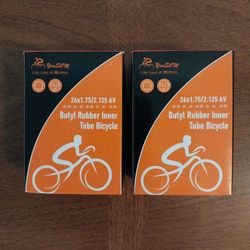 YunSCM
Life Lies in Motion
26x1.75/2.125 AV
Butyl Rubber Inner
Tube Bicycle
YunSCM
Life Lies in Motion
26x1.75/2.125 AV
Butyl Rubber Inner
Tube Bicycle